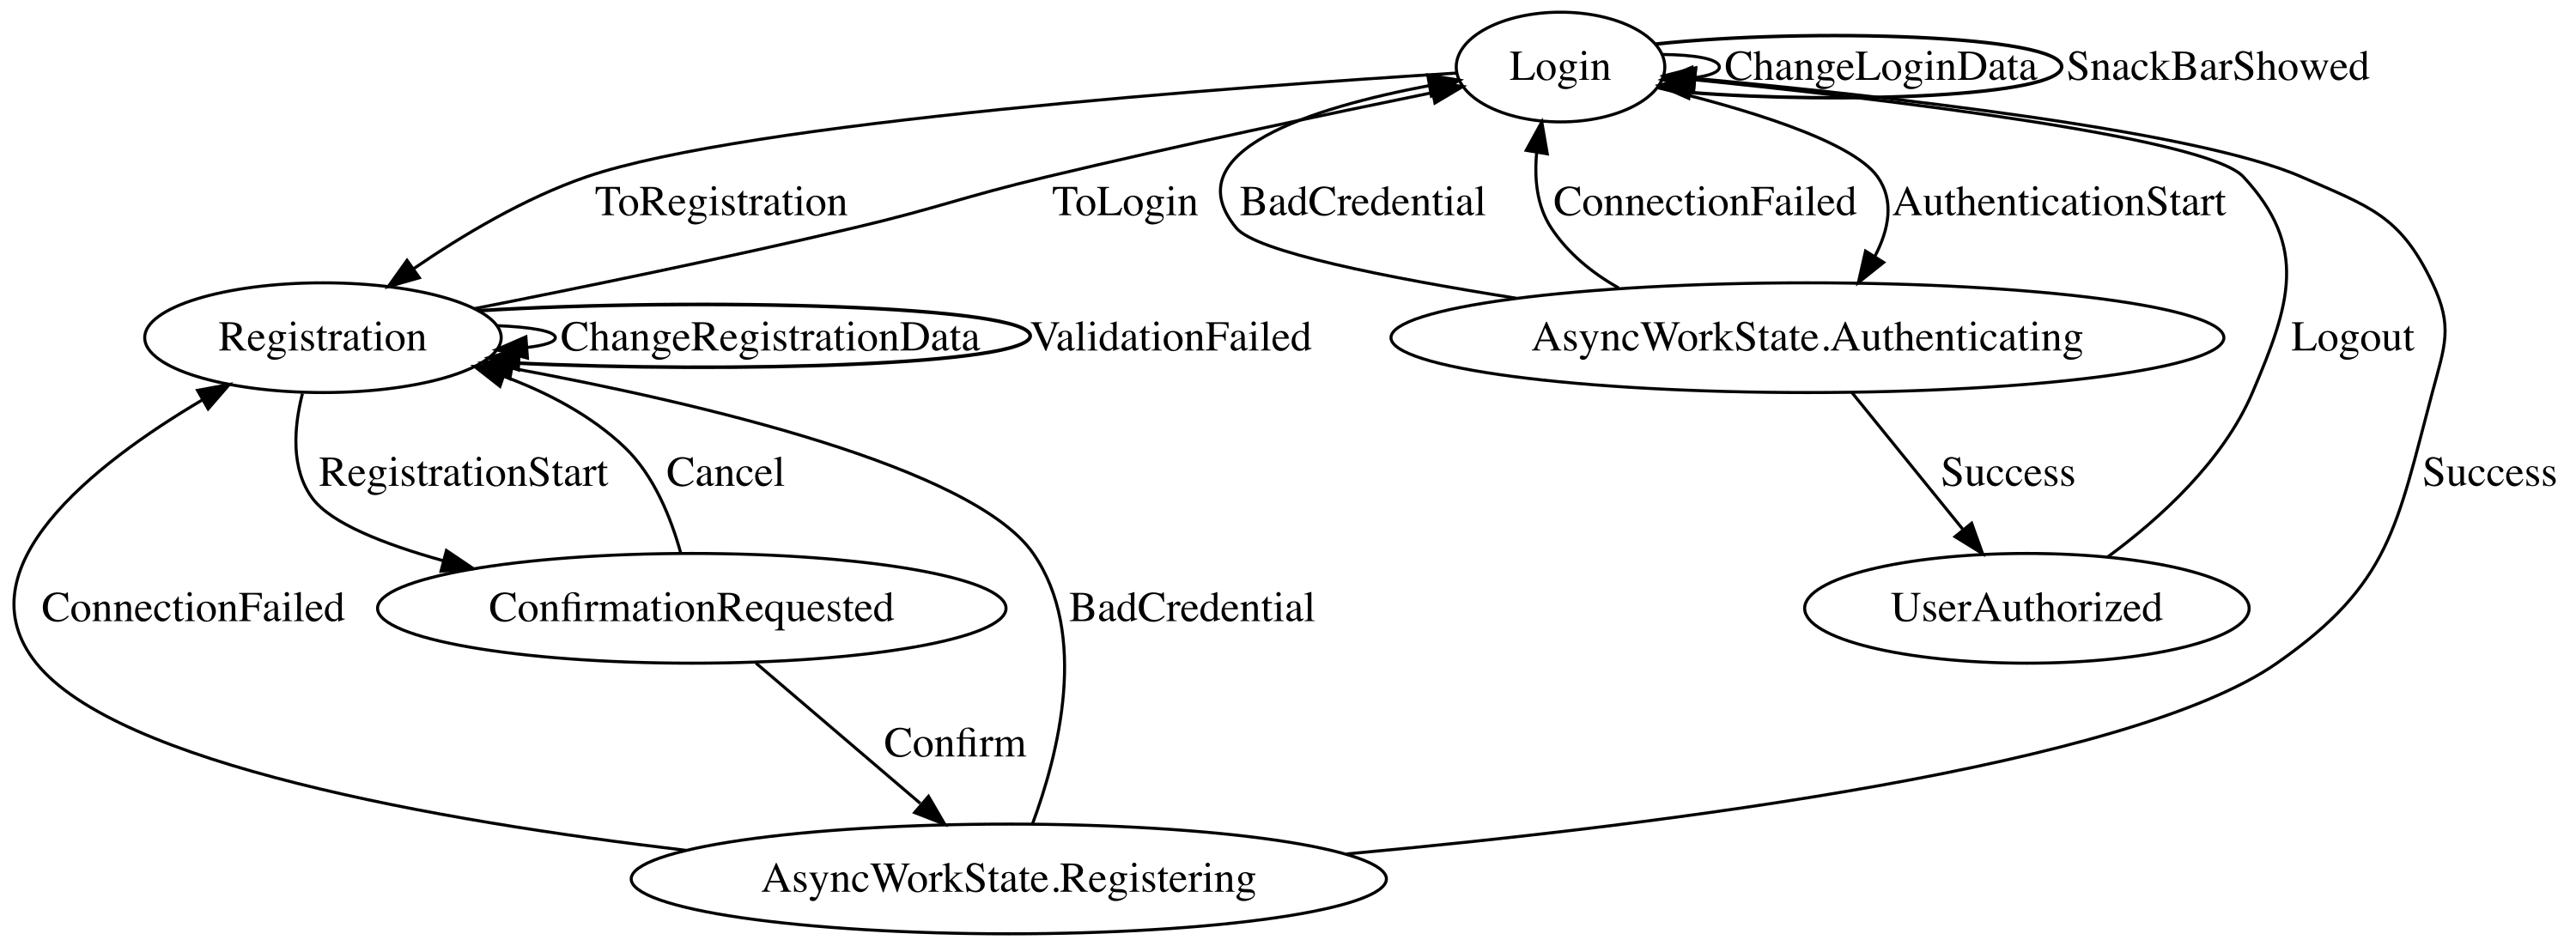 Login
ChangeLoginData
SnackBarShowed
ToRegistration
ToLogin
BadCredential
ConnectionFailed
AuthenticationStart
Registration
ChangeRegistrationData
ValidationFailed
AsyncWorkState.Authenticating
Logout
RegistrationStart
Cancel
Success
Success
ConnectionFailed
ConfirmationRequested
BadCredential
UserAuthorized
Confirm
AsyncWorkState.Registering